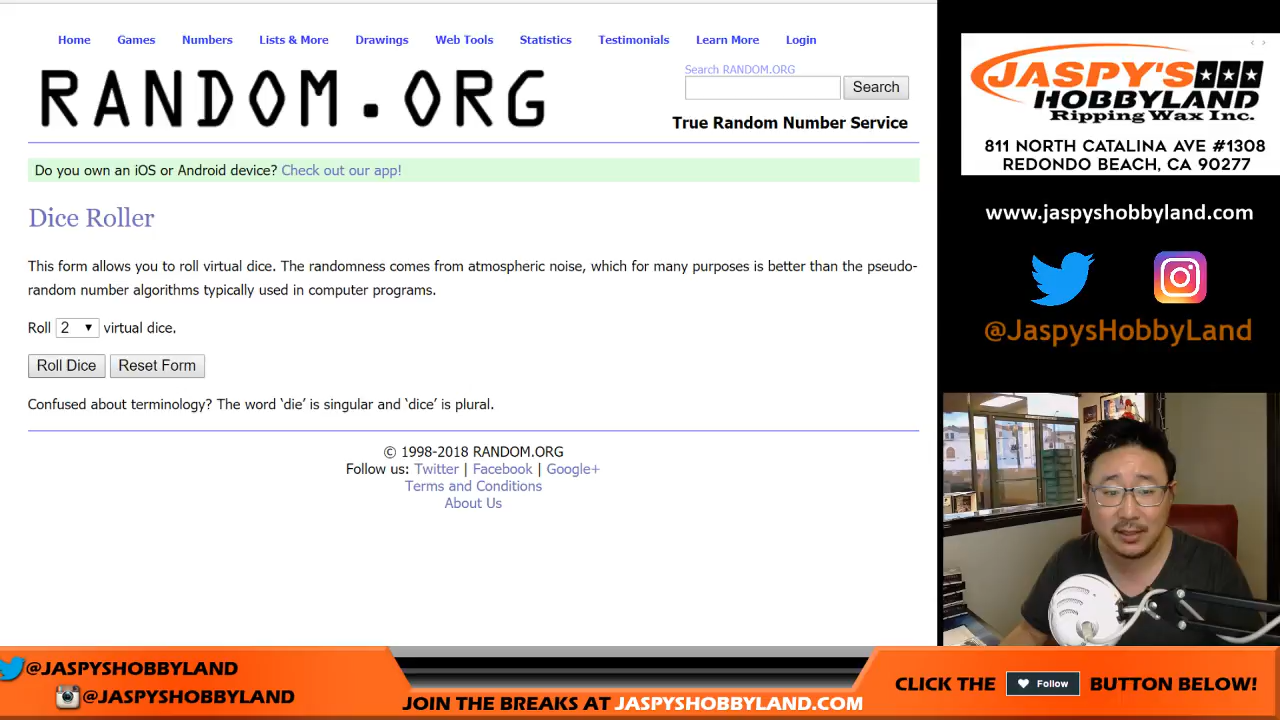 Home Games Numbers Lists & More Drawings Web Tools Statistics Testimonials Learn More Login
RANDOM.ORG
Search RANDOM.ORG
Search
True Random Number Service
Do you own an iOS or Android device? Check out our app!
Dice Roller
This form allows you to roll virtual dice. The randomness comes from atmospheric noise, which for many purposes is better than the pseudo-
random number algorithms typically used in computer programs.
Roll 2 ▼ virtual dice.
Roll Dice Reset Form
Confused about terminology? The word ‘die’ is singular and ‘dice’ is plural.
© 1998-2018 RANDOM.ORG
Follow us: Twitter | Facebook | Google+
Terms and Conditions
About Us
JASPY'S
HOBBYLAND
Ripping Wax Inc.
811 NORTH CATALINA AVE #1308
REDONDO BEACH, CA 90277
www.jaspyshobbyland.com
@JaspysHobbyLand
@JASPYSHOBBYLAND
@JASPYSHOBBYLAND
JOIN THE BREAKS AT JASPYSHOBBYLAND.COM
CLICK THE Follow BUTTON BELOW!